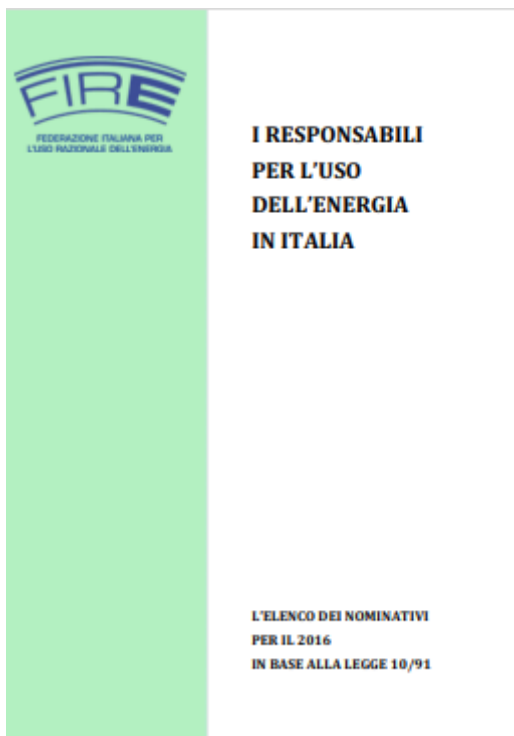 FIRE
FEDERAZIONE ITALIANA PER
L'USO RAZIONALE DELL'ENERGIA
I RESPONSABILI
PER L'USO
DELL'ENERGIA
IN ITALIA
L'ELENCO DEI NOMINATIVI
PER IL 2016
IN BASE ALLA LEGGE 10/91